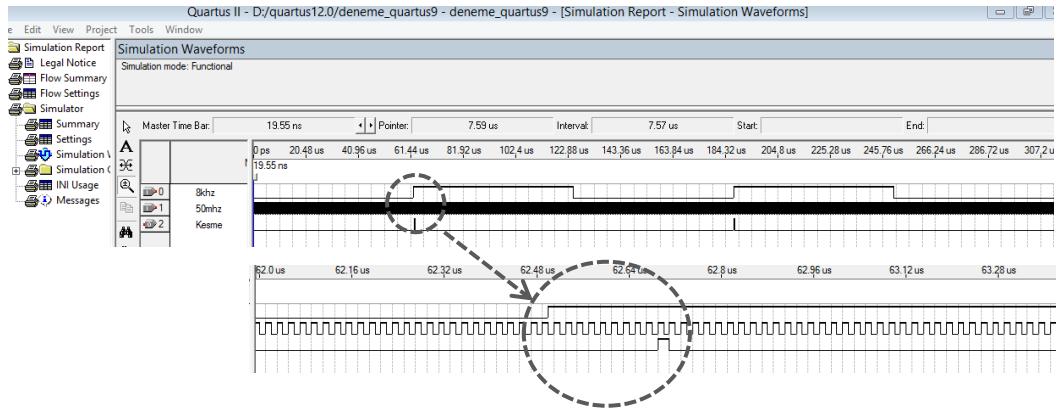 Quartus II - D:/quartus12.0/deneme_quartus9 - deneme_quartus9 - [Simulation Report - Simulation Waveforms]
e Edit View Project Tools Window
Simulation Report
Legal Notice
Flow Summary
Flow Settings
Simulator
Summary
Settings
Simulation
Simulation
INI Usage
Messages
Simulation Waveforms
Simulation mode: Functional
Master Time Bar: 19.55 ns Pointer: 7.59 us Interval: 7.57 us Start: End:
0 ps 20.48 us 40.96 us 61.44 us 81.92 us 102,4 us 122,88 us 143,36 us 163,84 us 184,32 us 204,8 us 225,28 us 245,76 us 266,24 us 286,72 us 307,2 u
19.55 ns
0 8khz
1 50mhz
2 Kesme
62.0 us 62.16 us 62.32 us 62.48 us 62.64 us 62.8 us 62.96 us 63.12 us 63.28 us